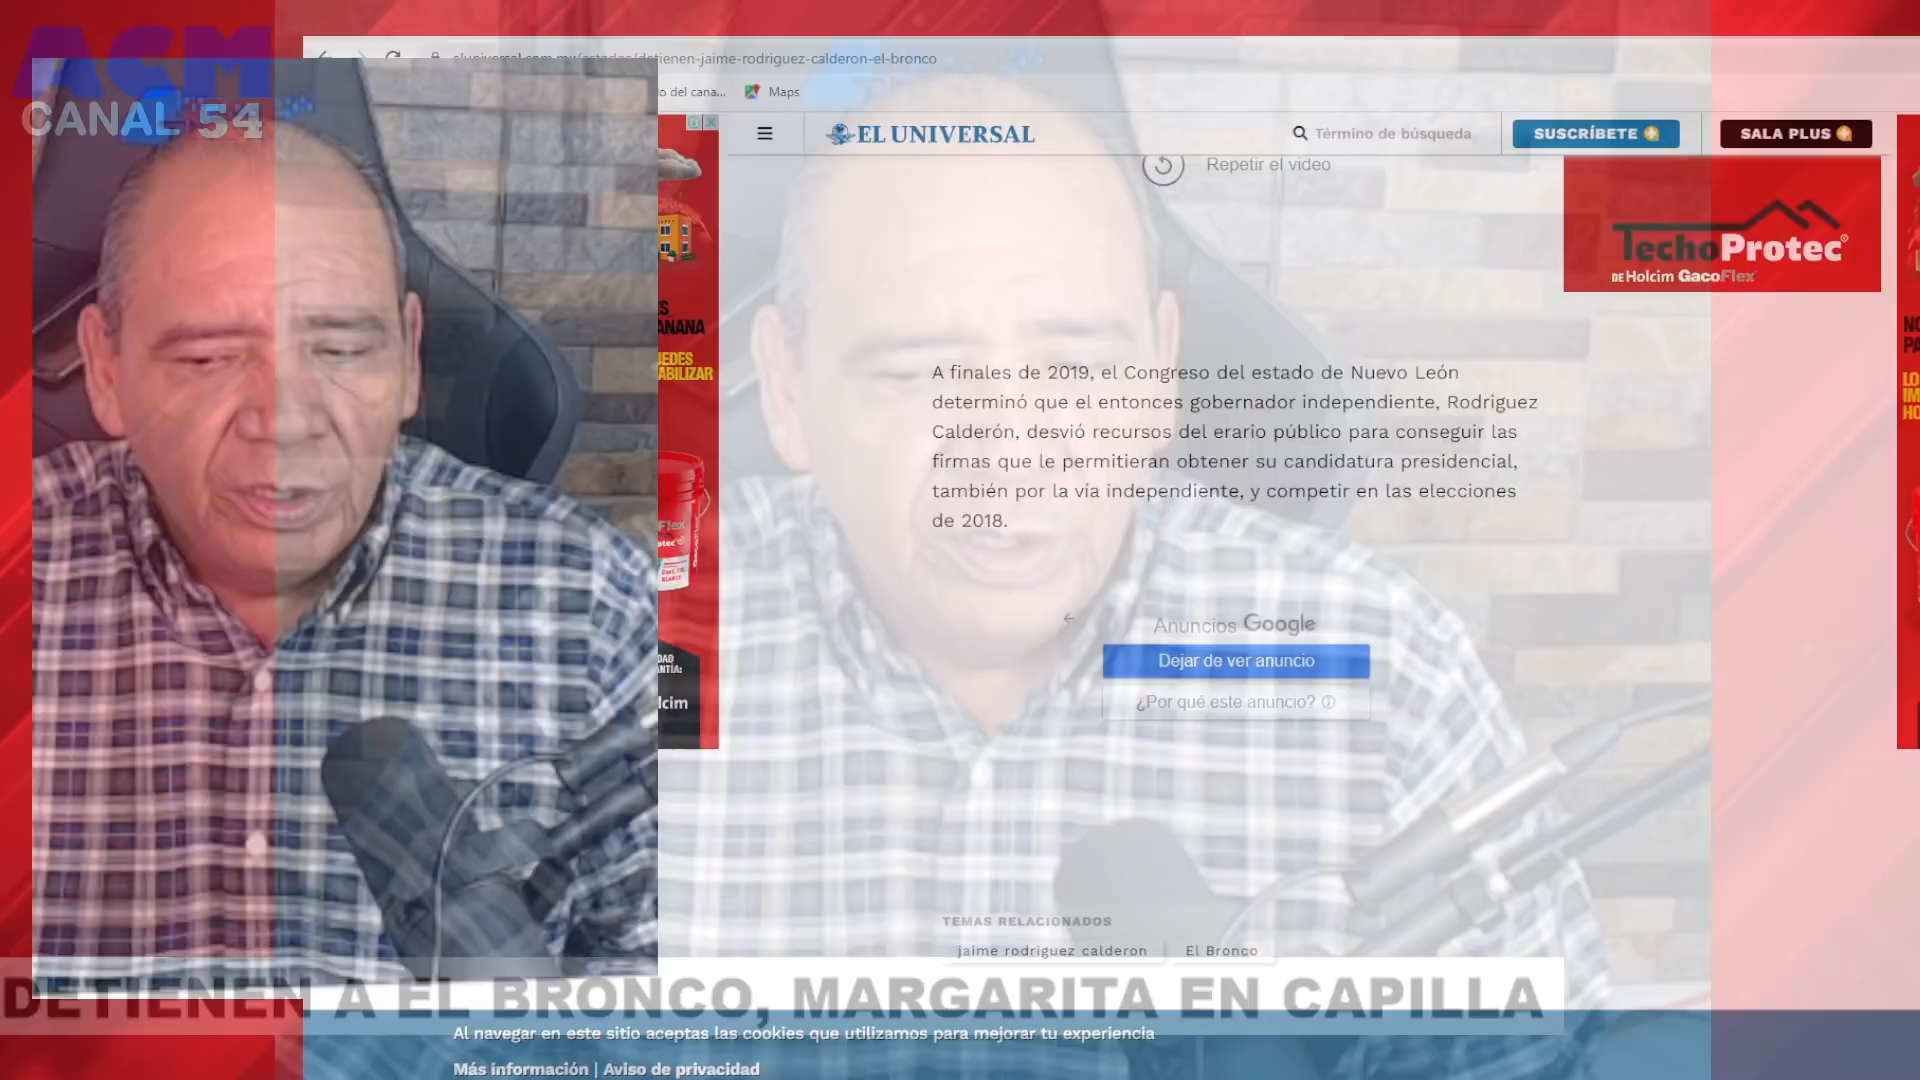 ACM
CANAL 54
eluniversal.com.mx/estados/detienen-jaime-rodriguez-calderon-el-bronco
o del cana...
Maps
EL UNIVERSAL
Término de búsqueda
SUSCRÍBETE
SALA PLUS
Repetir el video
TechoProtec®
DE Holcim GacoFlex
ANANA
ABILIZAR
A finales de 2019, el Congreso del estado de Nuevo León
determinó que el entonces gobernador independiente, Rodriguez
Calderón, desvió recursos del erario público para conseguir las
firmas que le permitieran obtener su candidatura presidencial,
también por la vía independiente, y competir en las elecciones
de 2018.
Anuncios Google
Dejar de ver anuncio
¿Por qué este anuncio?
lcim
TEMAS RELACIONADOS
jaime rodriguez calderon
El Bronco
DETIENEN A EL BRONCO, MARGARITA EN CAPILLA
Al navegar en este sitio aceptas las cookies que utilizamos para mejorar tu experiencia
Más información | Aviso de privacidad